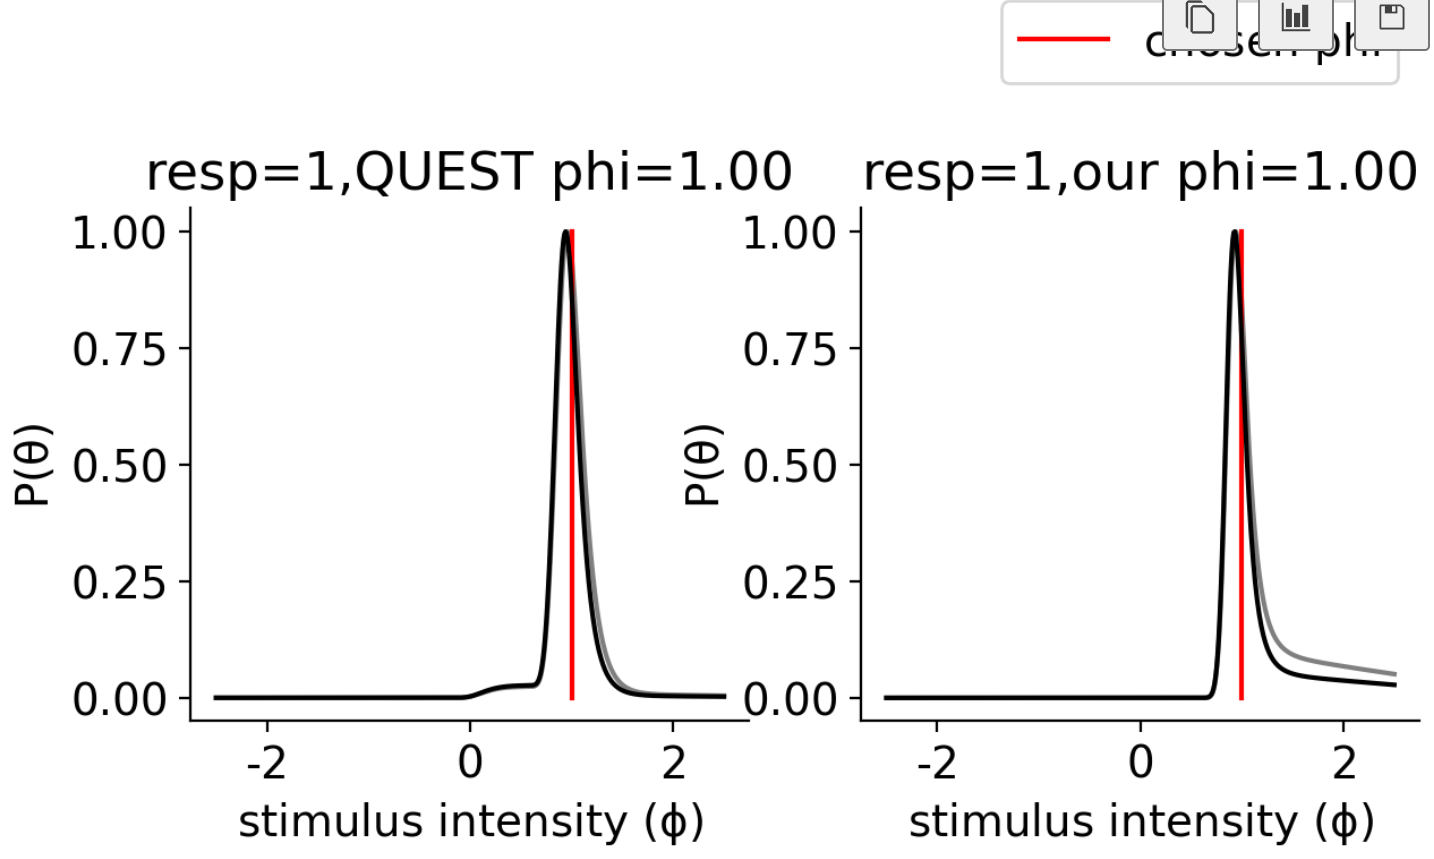 phi
resp=1,QUEST phi=1.00
resp=1,our phi=1.00
1.00
0.75
0.50
0.25
0.00
P(θ)
-2 0 2
stimulus intensity (ϕ)
1.00
0.75
0.50
0.25
0.00
P(θ)
-2 0 2
stimulus intensity (ϕ)